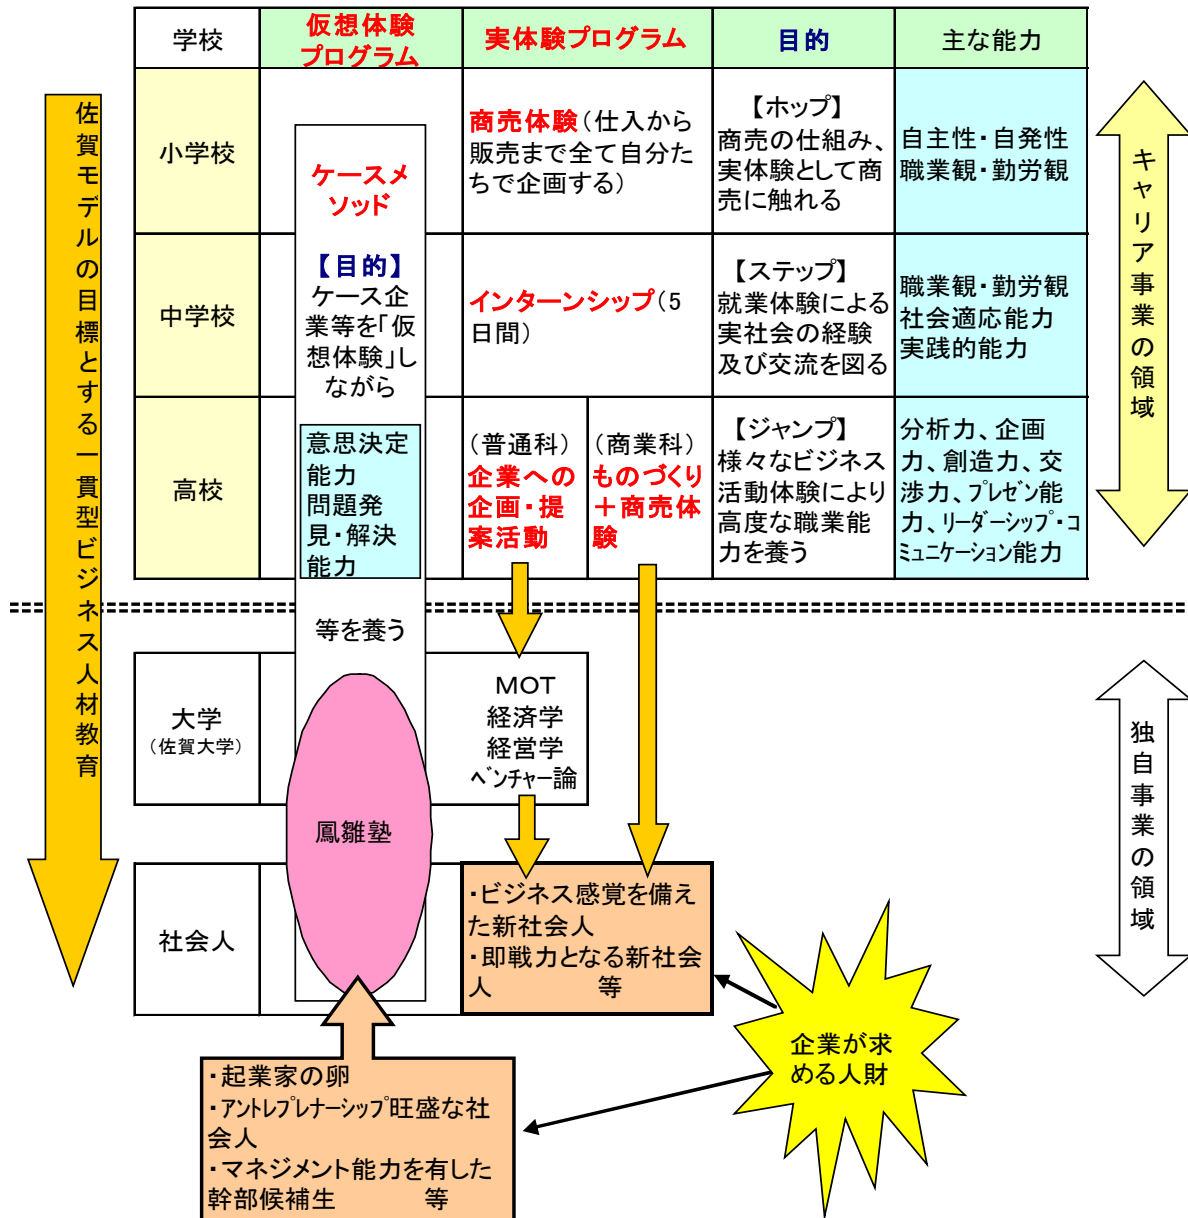 学校
仮想体験
プログラム
実体験プログラム
目的
主な能力
佐賀モデルの目標とする一貫型ビジネス人材教育
小学校
ケースメ
ソッド
【目的】
ケース企
業等を「仮
想体験」し
ながら
意思決定
能力
問題発
見・解決
能力
等を養う
商売体験(仕入から
販売まで全て自分た
ちで企画する)
【ホップ】
商売の仕組み、
実体験として商
売に触れる
自主性・自発性
職業観・勤労観
キャリア事業の領域
中学校
インターンシップ(5
日間)
【ステップ】
就業体験による
実社会の経験
及び交流を図る
職業観・勤労観
社会適応能力
実践的能力
高校
(普通科)
企業への
企画・提
案活動
(商業科)
ものづくり
+商売体
験
【ジャンプ】
様々なビジネス
活動体験により
高度な職業能
力を養う
分析力、企画
力、創造力、交
渉力、プレゼン能
力、リーダーシップ・コ
ミュニケーション能力
大学
(佐賀大学)
MOT
経済学
経営学
ベンチャー論
独自事業の領域
鳳雛塾
社会人
・ビジネス感覚を備え
た新社会人
・即戦力となる新社会
人 等
企業が求
める人財
・起業家の卵
・アントレプレナーシップ旺盛な社
会人
・マネジメント能力を有した
幹部候補生 等